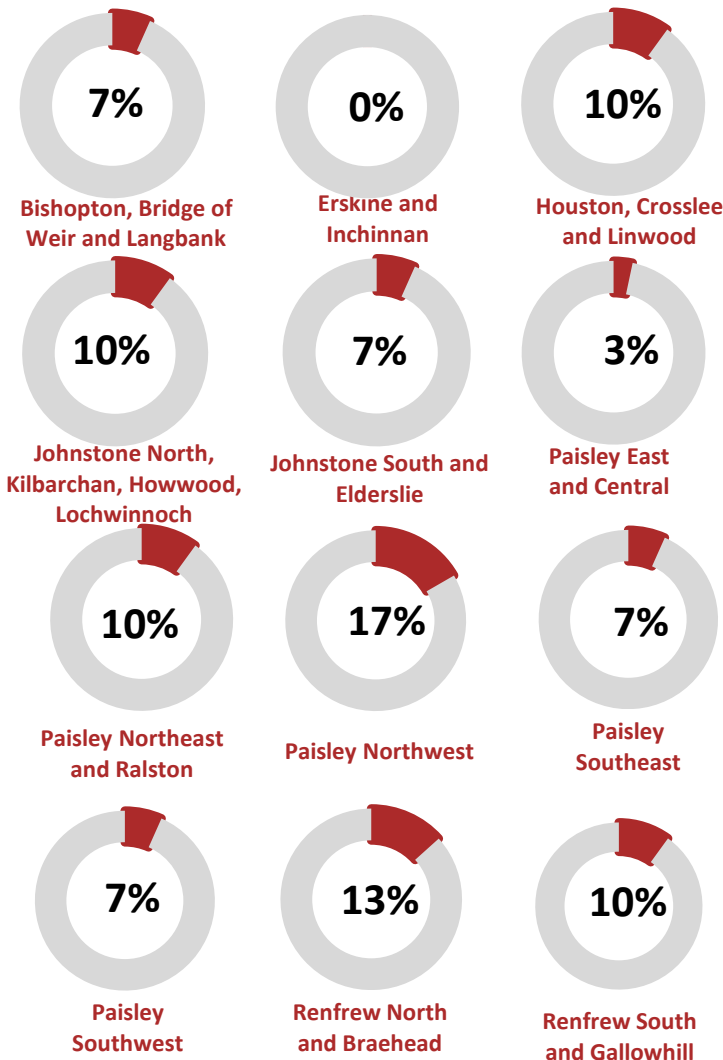 7%
Bishopton, Bridge of
Weir and Langbank
0%
Erskine and
Inchinnan
10%
Houston, Crosslee
and Linwood
10%
Johnstone North,
Kilbarchan, Howwood,
Lochwinnoch
7%
Johnstone South and
Elderslie
3%
Paisley East
and Central
10%
Paisley Northeast
and Ralston
17%
Paisley Northwest
7%
Paisley
Southeast
7%
Paisley
Southwest
13%
Renfrew North
and Braehead
10%
Renfrew South
and Gallowhill